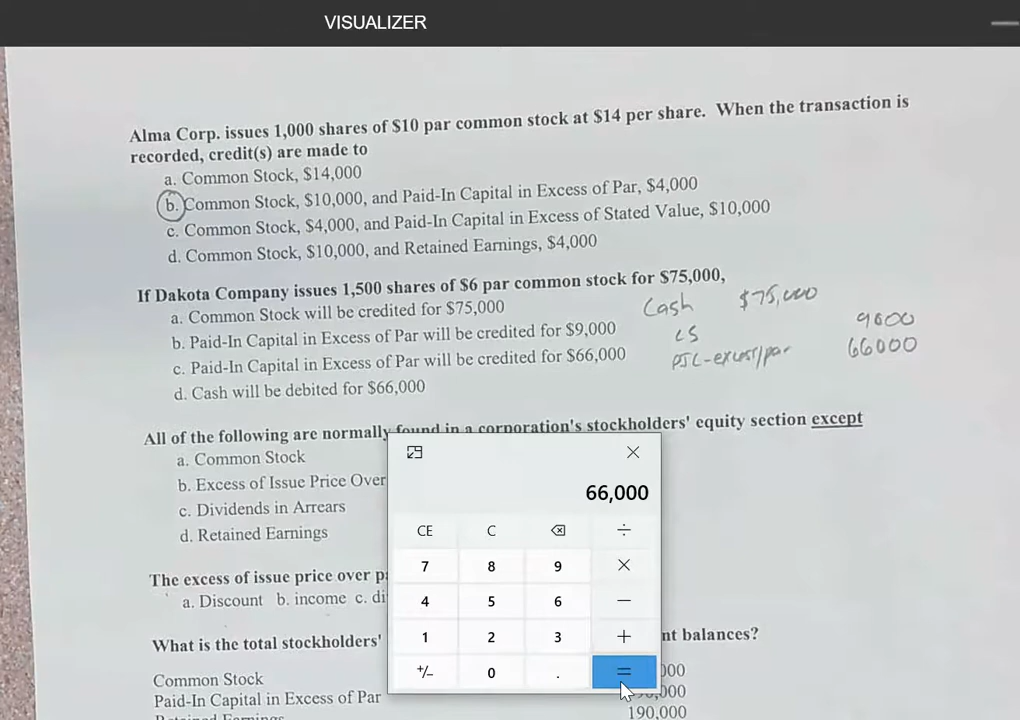 VISUALIZER
Alma Corp. issues 1,000 shares of $10 par common stock at $14 per share. When the transaction is
recorded, credit(s) are made to
a. Common Stock, $14,000
b. Common Stock, $10,000, and Paid-In Capital in Excess of Par, $4,000
c. Common Stock, $4,000, and Paid-In Capital in Excess of Stated Value, $10,000
d. Common Stock, $10,000, and Retained Earnings, $4,000
If Dakota Company issues 1,500 shares of $6 par common stock for $75,000,
a. Common Stock will be credited for $75,000
Cash $75,000
b. Paid-In Capital in Excess of Par will be credited for $9,000
CS 9000
c. Paid-In Capital in Excess of Par will be credited for $66,000
PIC-excess/par 66000
d. Cash will be debited for $66,000
All of the following are normally found in a corporation's stockholders' equity section except
a. Common Stock
b. Excess of Issue Price Over
c. Dividends in Arrears
d. Retained Earnings
The excess of issue price over
a. Discount b. income c.
What is the total stockholders'
balances?
Common Stock
000
Paid-In Capital in Excess of Par
,000
Retained Earnings
190,000
66,000
CE C ⌫ ÷
7 8 9 ×
4 5 6 −
1 2 3 +
+/− 0 . =